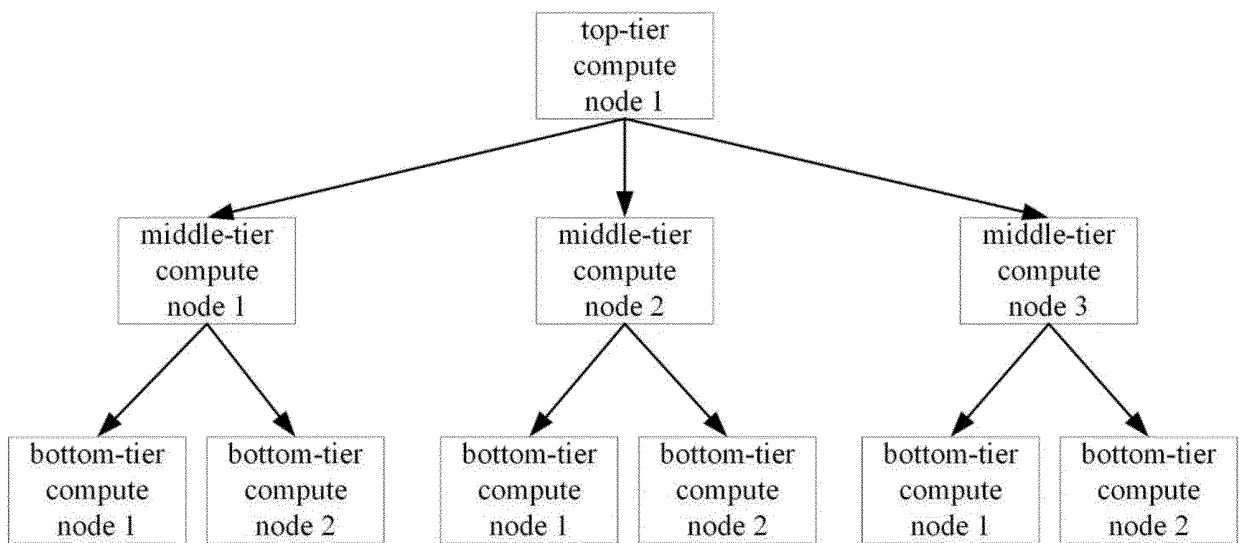 top-tier
compute
node 1
middle-tier
compute
node 1
middle-tier
compute
node 2
middle-tier
compute
node 3
bottom-tier
compute
node 1
bottom-tier
compute
node 2
bottom-tier
compute
node 1
bottom-tier
compute
node 2
bottom-tier
compute
node 1
bottom-tier
compute
node 2